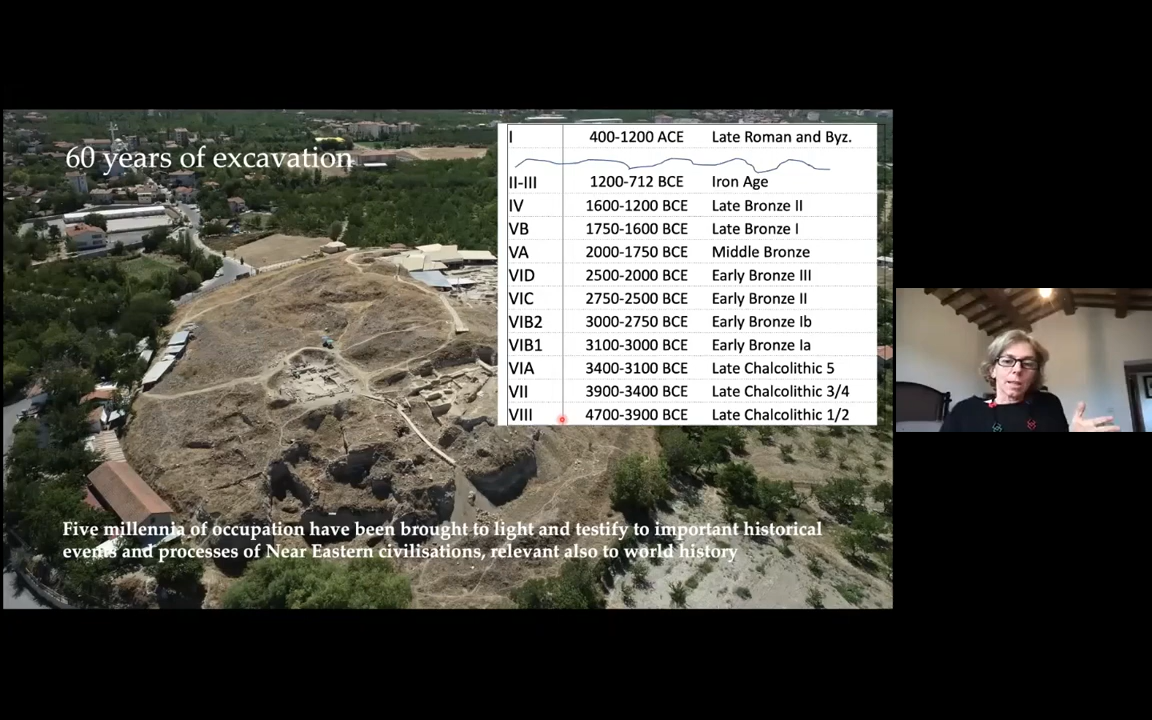 60 years of excavation
I 400-1200 ACE Late Roman and Byz.
II-III 1200-712 BCE Iron Age
IV 1600-1200 BCE Late Bronze II
VB 1750-1600 BCE Late Bronze I
VA 2000-1750 BCE Middle Bronze
VID 2500-2000 BCE Early Bronze III
VIC 2750-2500 BCE Early Bronze II
VIB2 3000-2750 BCE Early Bronze Ib
VIB1 3100-3000 BCE Early Bronze Ia
VIA 3400-3100 BCE Late Chalcolithic 5
VII 3900-3400 BCE Late Chalcolithic 3/4
VIII 4700-3900 BCE Late Chalcolithic 1/2
Five millennia of occupation have been brought to light and testify to important historical
events and processes of Near Eastern civilisations, relevant also to world history